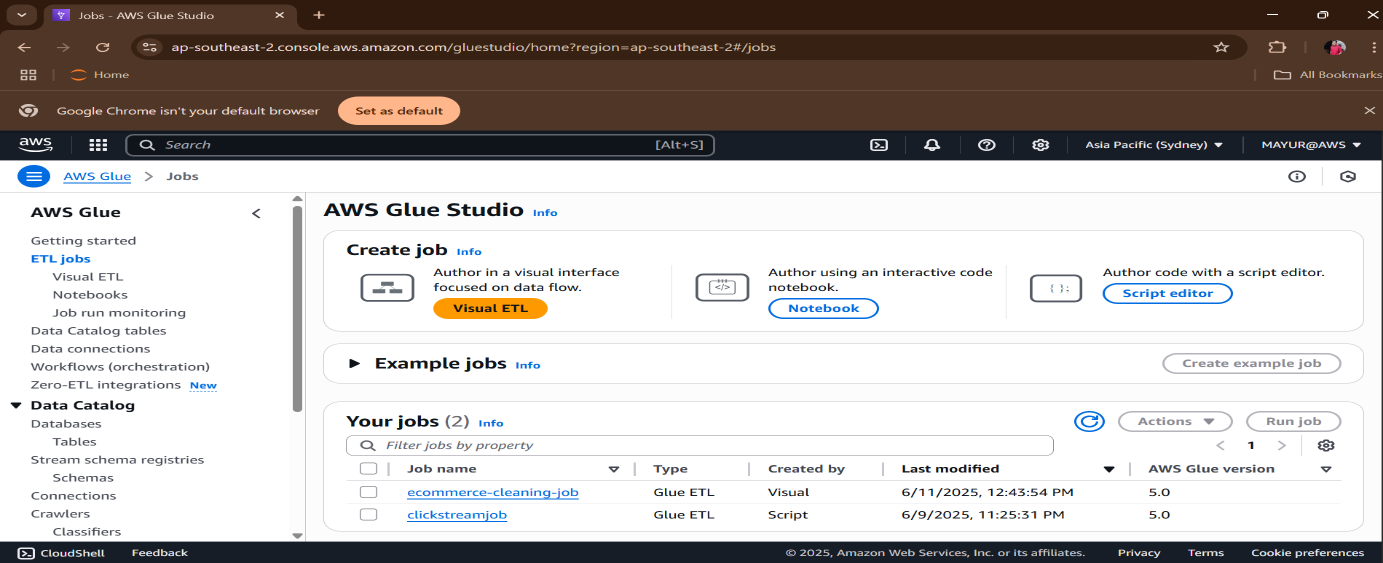 Jobs - AWS Glue Studio
ap-southeast-2.console.aws.amazon.com/gluestudio/home?region=ap-southeast-2#/jobs
Home
All Bookmarks
Google Chrome isn't your default browser
Set as default
aws
Search
[Alt+S]
Asia Pacific (Sydney)
MAYUR@AWS
AWS Glue
Jobs
AWS Glue
Getting started
ETL jobs
Visual ETL
Notebooks
Job run monitoring
Data Catalog tables
Data connections
Workflows (orchestration)
Zero-ETL integrations New
Data Catalog
Databases
Tables
Stream schema registries
Schemas
Connections
Crawlers
Classifiers
AWS Glue Studio Info
Create job Info
Author in a visual interface
focused on data flow.
Visual ETL
Author using an interactive code
notebook.
Notebook
Author code with a script editor.
Script editor
Example jobs Info
Create example job
Your jobs (2) Info
Actions
Run job
Filter jobs by property
1
Job name Type Created by Last modified AWS Glue version
ecommerce-cleaning-job Glue ETL Visual 6/11/2025, 12:43:54 PM 5.0
clickstreamjob Glue ETL Script 6/9/2025, 11:25:31 PM 5.0
CloudShell
Feedback
© 2025, Amazon Web Services, Inc. or its affiliates.
Privacy
Terms
Cookie preferences